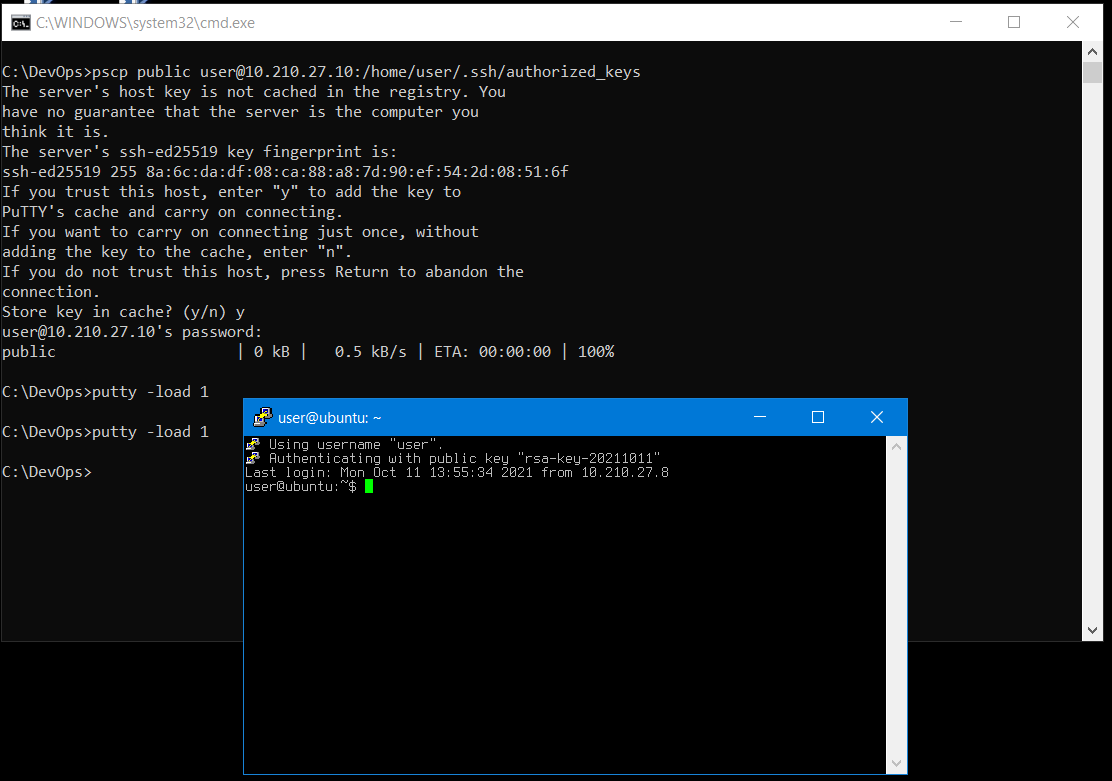 C:\WINDOWS\system32\cmd.exe
C:\DevOps>pscp public user@10.210.27.10:/home/user/.ssh/authorized_keys
The server's host key is not cached in the registry. You
have no guarantee that the server is the computer you
think it is.
The server's ssh-ed25519 key fingerprint is:
ssh-ed25519 255 8a:6c:da:df:08:ca:88:a8:7d:90:ef:54:2d:08:51:6f
If you trust this host, enter "y" to add the key to
PuTTY's cache and carry on connecting.
If you want to carry on connecting just once, without
adding the key to the cache, enter "n".
If you do not trust this host, press Return to abandon the
connection.
Store key in cache? (y/n) y
user@10.210.27.10's password:
public                    | 0 kB |   0.5 kB/s | ETA: 00:00:00 | 100%
C:\DevOps>putty -load 1
C:\DevOps>putty -load 1
C:\DevOps>
user@ubuntu: ~
Using username "user".
Authenticating with public key "rsa-key-20211011"
Last login: Mon Oct 11 13:55:34 2021 from 10.210.27.8
user@ubuntu:~$